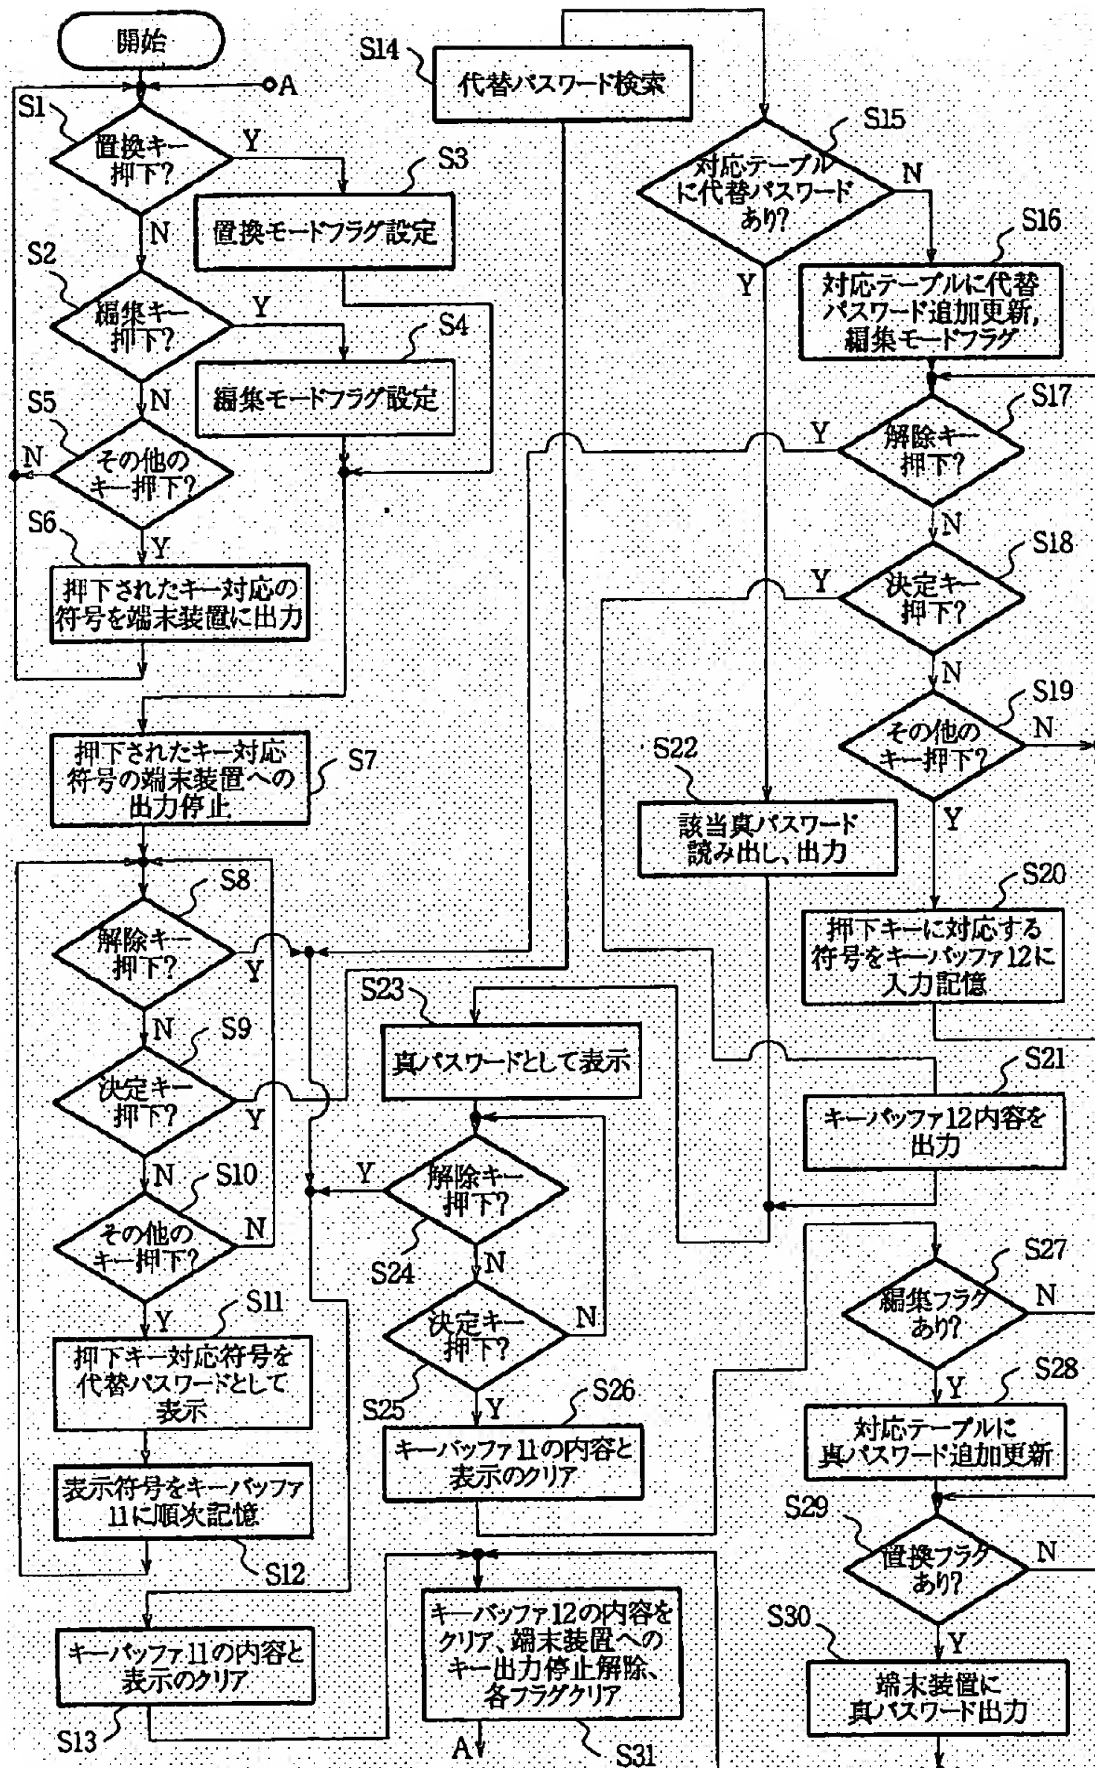 開始
A
S1
置換キー
押下?
Y
N
S3
置換モードフラグ設定
S2
編集キー
押下?
Y
N
S4
編集モードフラグ設定
S5
その他の
キー押下?
N
Y
S6
押下されたキー対応の
符号を端末装置に出力
押下されたキー対応
符号の端末装置への
出力停止
S7
S8
解除キー
押下?
Y
N
S9
決定キー
押下?
Y
N
S10
その他の
キー押下?
N
Y
S11
押下キー対応符号を
代替パスワードとして
表示
表示符号をキーバッファ
11に順次記憶
S12
キーバッファ11の内容と
表示のクリア
S13
S14
代替パスワード検索
S15
対応テーブル
に代替パスワード
あり?
N
Y
S16
対応テーブルに代替
パスワード追加更新,
編集モードフラグ
S17
解除キー
押下?
Y
N
S18
決定キー
押下?
Y
N
S19
その他の
キー押下?
N
Y
S20
押下キーに対応する
符号をキーバッファ12に
入力記憶
S21
キーバッファ12内容を
出力
S22
該当真パスワード
読み出し、出力
S23
真パスワードとして表示
解除キー
押下?
Y
S24
N
決定キー
押下?
N
S25
Y
S26
キーバッファ11の内容と
表示のクリア
S27
編集フラグ
あり?
N
Y
S28
対応テーブルに
真パスワード追加更新
S29
置換フラグ
あり?
N
Y
S30
端末装置に
真パスワード出力
キーバッファ12の内容を
クリア、端末装置への
キー出力停止解除、
各フラグクリア
A
S31